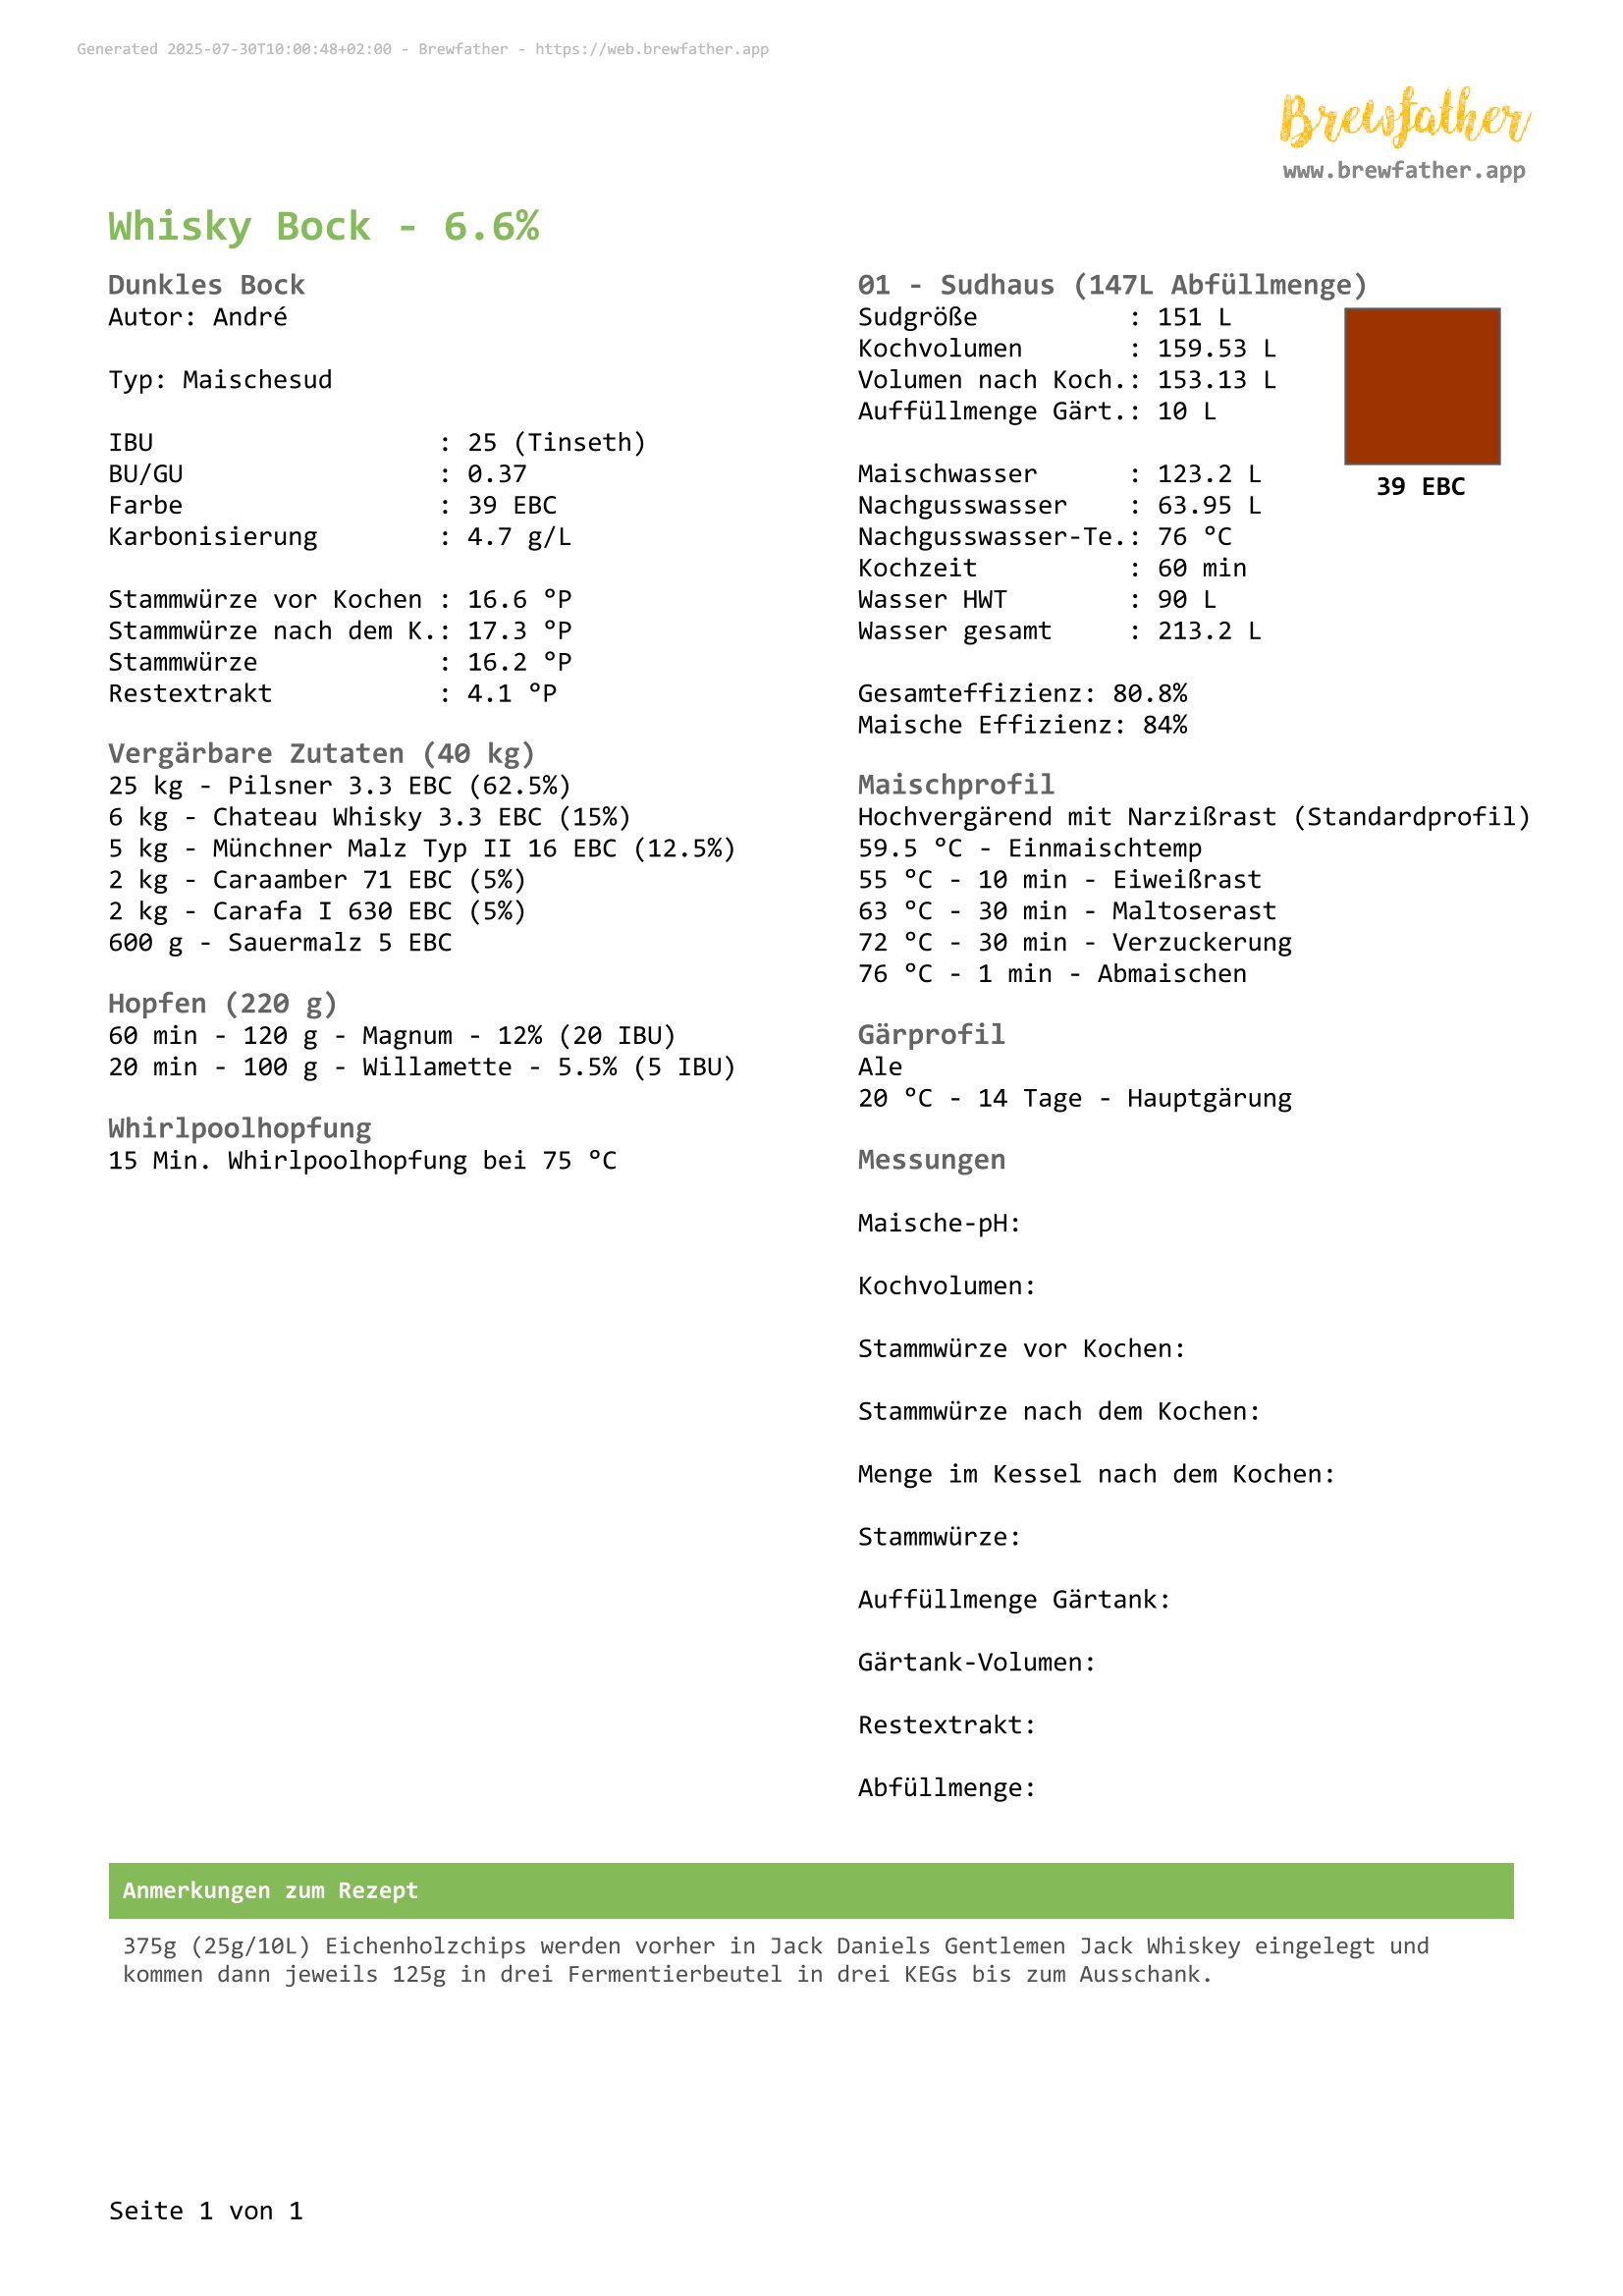 Generated 2025-07-30T10:00:48+02:00 - Brewfather - https://web.brewfather.app
Brewfather
www.brewfather.app
Whisky Bock - 6.6%
Dunkles Bock
Autor: André
Typ: Maischesud
IBU : 25 (Tinseth)
BU/GU : 0.37
Farbe : 39 EBC
Karbonisierung : 4.7 g/L
Stammwürze vor Kochen : 16.6 °P
Stammwürze nach dem K.: 17.3 °P
Stammwürze : 16.2 °P
Restextrakt : 4.1 °P
Vergärbare Zutaten (40 kg)
25 kg - Pilsner 3.3 EBC (62.5%)
6 kg - Chateau Whisky 3.3 EBC (15%)
5 kg - Münchner Malz Typ II 16 EBC (12.5%)
2 kg - Caraamber 71 EBC (5%)
2 kg - Carafa I 630 EBC (5%)
600 g - Sauermalz 5 EBC
Hopfen (220 g)
60 min - 120 g - Magnum - 12% (20 IBU)
20 min - 100 g - Willamette - 5.5% (5 IBU)
Whirlpoolhopfung
15 Min. Whirlpoolhopfung bei 75 °C
01 - Sudhaus (147L Abfüllmenge)
Sudgröße : 151 L
Kochvolumen : 159.53 L
Volumen nach Koch.: 153.13 L
Auffüllmenge Gärt.: 10 L
Maischwasser : 123.2 L
Nachgusswasser : 63.95 L
Nachgusswasser-Te.: 76 °C
Kochzeit : 60 min
Wasser HWT : 90 L
Wasser gesamt : 213.2 L
39 EBC
Gesamteffizienz: 80.8%
Maische Effizienz: 84%
Maischprofil
Hochvergärend mit Narzißrast (Standardprofil)
59.5 °C - Einmaischtemp
55 °C - 10 min - Eiweißrast
63 °C - 30 min - Maltoserast
72 °C - 30 min - Verzuckerung
76 °C - 1 min - Abmaischen
Gärprofil
Ale
20 °C - 14 Tage - Hauptgärung
Messungen
Maische-pH:
Kochvolumen:
Stammwürze vor Kochen:
Stammwürze nach dem Kochen:
Menge im Kessel nach dem Kochen:
Stammwürze:
Auffüllmenge Gärtank:
Gärtank-Volumen:
Restextrakt:
Abfüllmenge:
Anmerkungen zum Rezept
375g (25g/10L) Eichenholzchips werden vorher in Jack Daniels Gentlemen Jack Whiskey eingelegt und
kommen dann jeweils 125g in drei Fermentierbeutel in drei KEGs bis zum Ausschank.
Seite 1 von 1